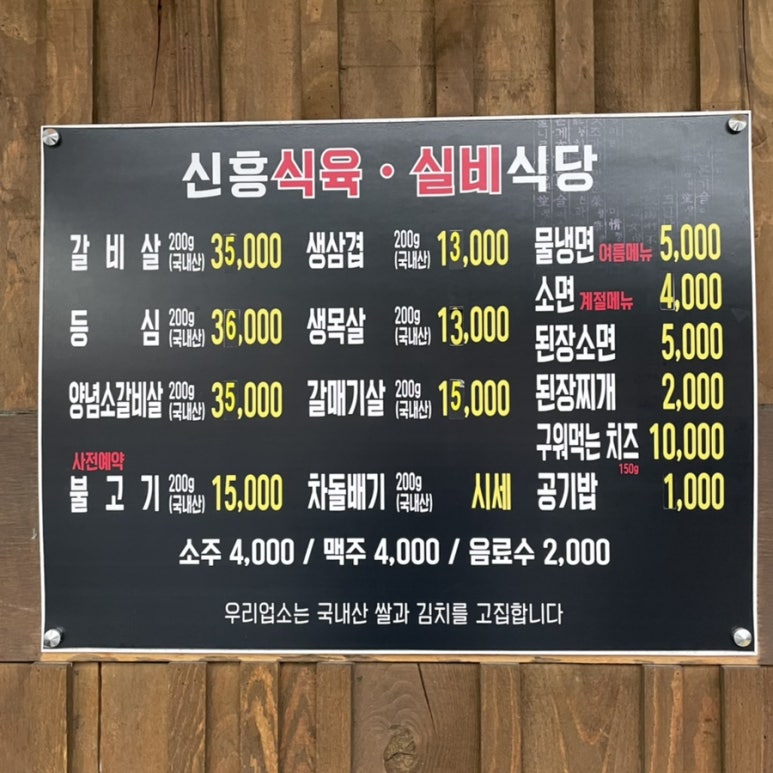 신흥식육·실비식당
갈비살 200g (국내산) 35,000
등심 200g (국내산) 36,000
양념소갈비살 200g (국내산) 35,000
사전예약
불고기 200g (국내산) 15,000
생삼겹 200g (국내산) 13,000
생목살 200g (국내산) 13,000
갈매기살 200g (국내산) 15,000
차돌배기 200g (국내산) 시세
물냉면 여름메뉴 5,000
소면 계절메뉴 4,000
된장소면 5,000
된장찌개 2,000
구워먹는 치즈 150g 10,000
공기밥 1,000
소주 4,000 / 맥주 4,000 / 음료수 2,000
우리업소는 국내산 쌀과 김치를 고집합니다